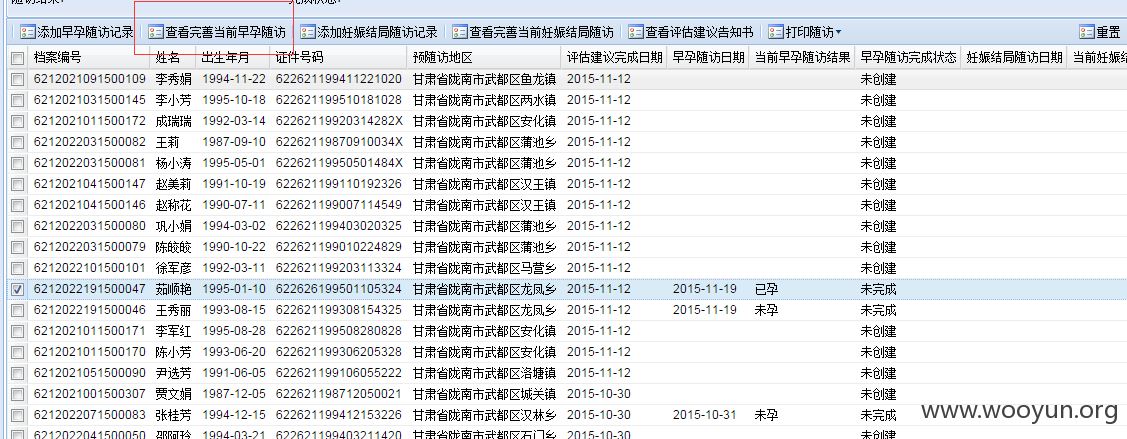 添加早孕随访记录 查看完善当前早孕随访 添加妊娠结局随访记录 查看完善当前妊娠结局随访 查看评估建议告知书 打印随访 重置
档案编号 姓名 出生年月 证件号码 预随访地区 评估建议完成日期 早孕随访日期 当前早孕随访结果 早孕随访完成状态 妊娠结局随访日期 当前妊娠结
6212021091500109 李秀娟 1994-11-22 622621199411221020 甘肃省陇南市武都区鱼龙镇 2015-11-12 未创建
6212021031500145 李小芳 1995-10-18 622621199510181028 甘肃省陇南市武都区两水镇 2015-11-12 未创建
6212021011500172 成瑞瑞 1992-03-14 62262119920314282X 甘肃省陇南市武都区安化镇 2015-11-12 未创建
6212022031500082 王莉 1987-09-10 62262119870910034X 甘肃省陇南市武都区蒲池乡 2015-11-12 未创建
6212022031500081 杨小涛 1995-05-01 62262119950501484X 甘肃省陇南市武都区蒲池乡 2015-11-12 未创建
6212021041500147 赵美莉 1991-10-19 622621199110192326 甘肃省陇南市武都区汉王镇 2015-11-12 未创建
6212021041500146 赵称花 1990-07-11 622621199007114549 甘肃省陇南市武都区汉王镇 2015-11-12 未创建
6212022031500080 巩小娟 1994-03-02 622621199403020325 甘肃省陇南市武都区蒲池乡 2015-11-12 未创建
6212022031500079 陈皎皎 1990-10-22 622621199010224829 甘肃省陇南市武都区蒲池乡 2015-11-12 未创建
6212022101500101 徐军彦 1992-03-11 622621199203113324 甘肃省陇南市武都区马营乡 2015-11-12 未创建
6212022191500047 茹顺艳 1995-01-10 622626199501105324 甘肃省陇南市武都区龙凤乡 2015-11-12 2015-11-19 已孕 未完成
6212022191500046 王秀丽 1993-08-15 622621199308154325 甘肃省陇南市武都区龙凤乡 2015-11-12 2015-11-19 未孕 未完成
6212021011500171 李军红 1995-08-28 622621199508280828 甘肃省陇南市武都区安化镇 2015-11-12 未创建
6212021011500170 陈小芳 1993-06-20 622621199306205328 甘肃省陇南市武都区安化镇 2015-11-12 未创建
6212021051500090 尹选芳 1991-06-05 622621199106055222 甘肃省陇南市武都区洛塘镇 2015-11-12 未创建
6212021001500307 贾文娟 1987-12-05 622621198712050021 甘肃省陇南市武都区城关镇 2015-10-30 未创建
6212022071500083 张桂芳 1994-12-15 622621199412153226 甘肃省陇南市武都区汉林乡 2015-10-30 2015-10-31 未孕 未完成
6212022041500050 邵阿玲 1994-03-21 622621199403211420 甘肃省陇南市武都区石门乡 2015-10-30 未创建
www.wooyun.org